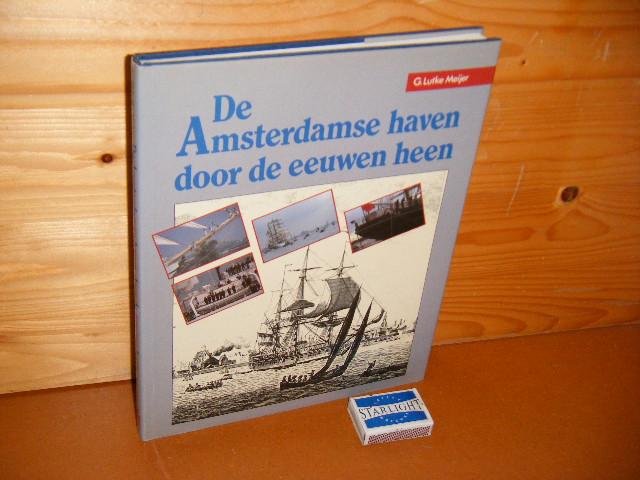 G. Lutke Meijer
De
Amsterdamse haven
door de eeuwen heen
STARLIGHT